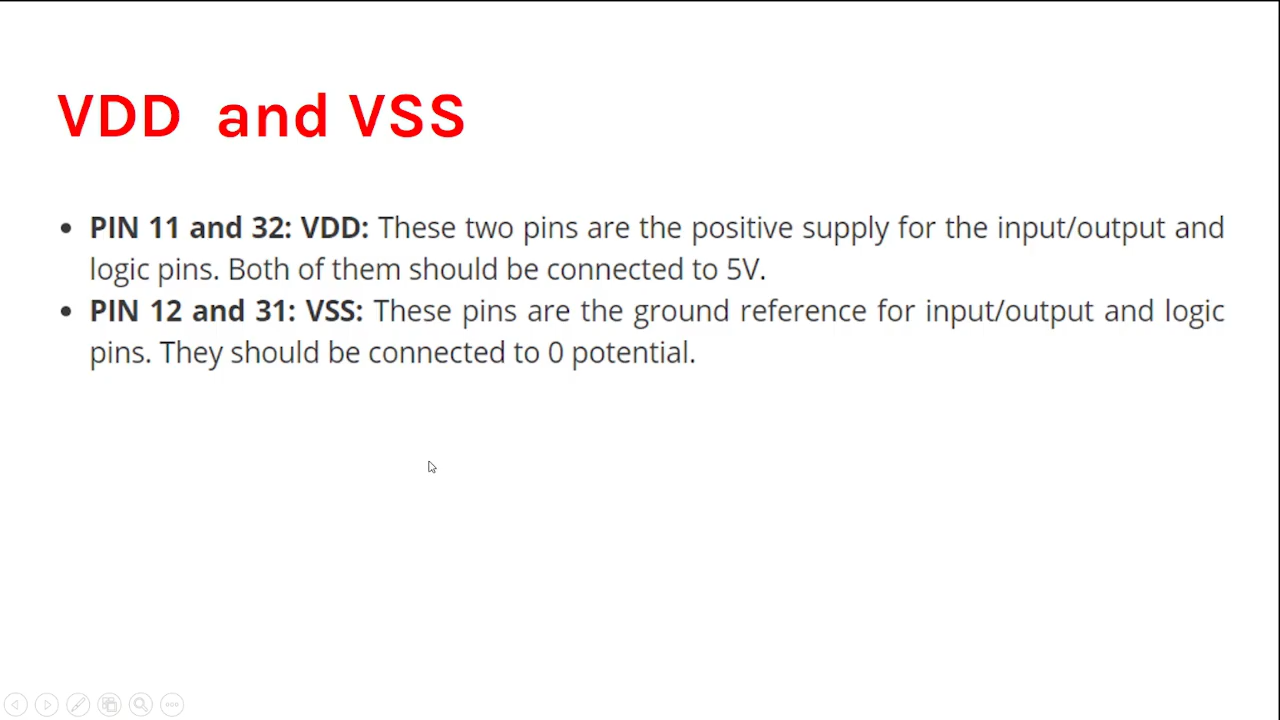 VDD and VSS
• PIN 11 and 32: VDD: These two pins are the positive supply for the input/output and
logic pins. Both of them should be connected to 5V.
• PIN 12 and 31: VSS: These pins are the ground reference for input/output and logic
pins. They should be connected to 0 potential.